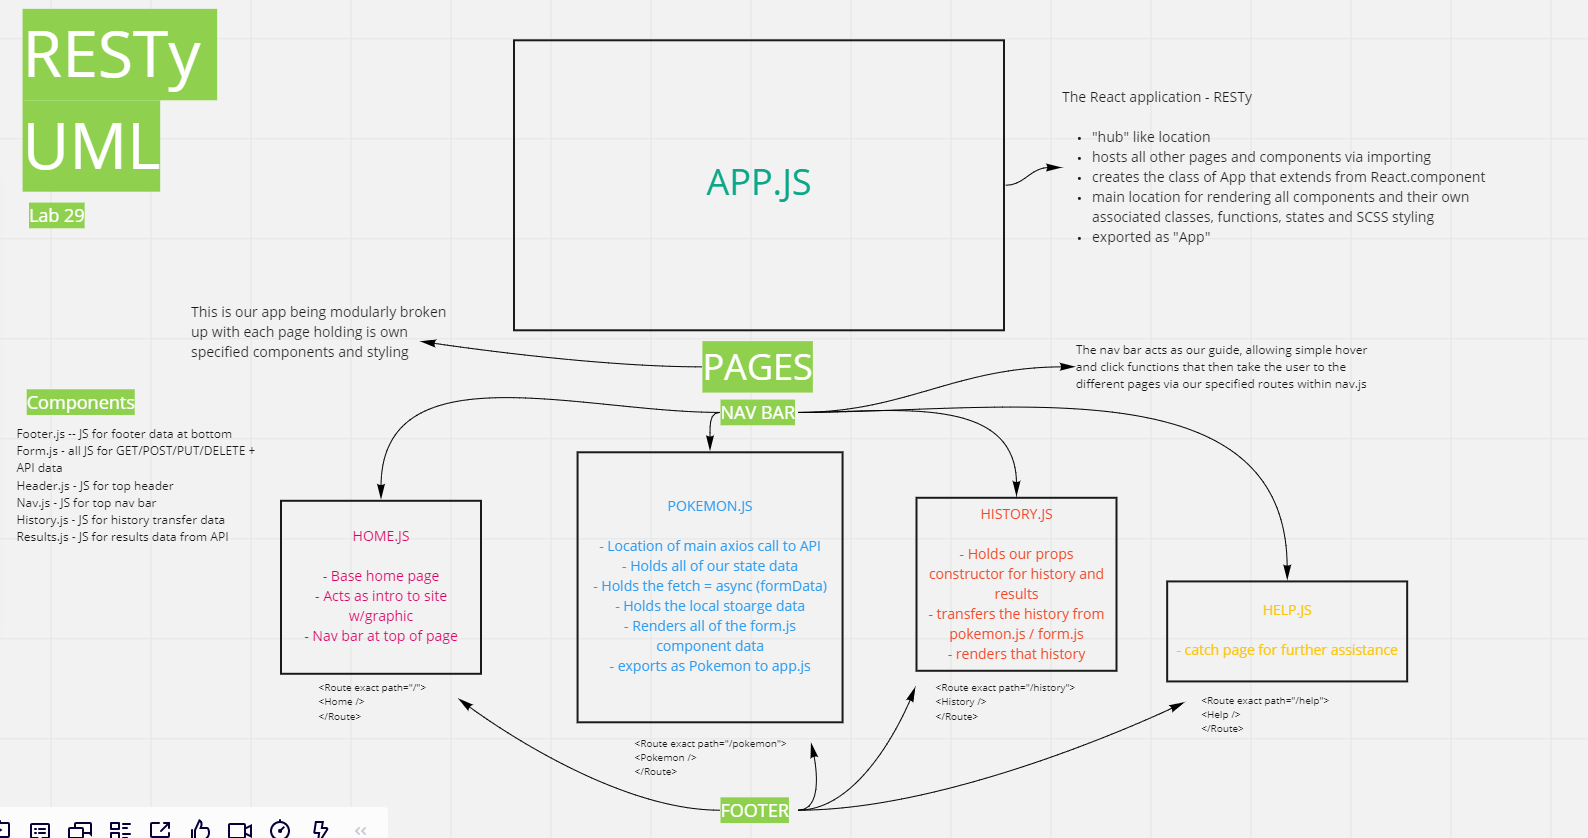 RESTy
UML
Lab 29
APP.JS
The React application - RESTy
• "hub" like location
• hosts all other pages and components via importing
• creates the class of App that extends from React.component
• main location for rendering all components and their own
associated classes, functions, states and SCSS styling
• exported as "App"
This is our app being modularly broken
up with each page holding is own
specified components and styling
PAGES
The nav bar acts as our guide, allowing simple hover
and click functions that then take the user to the
different pages via our specified routes within nav.js
NAV BAR
Components
Footer.js -- JS for footer data at bottom
Form.js - all JS for GET/POST/PUT/DELETE +
API data
Header.js - JS for top header
Nav.js - JS for top nav bar
History.js - JS for history transfer data
Results.js - JS for results data from API
HOME.JS
- Base home page
- Acts as intro to site
w/graphic
- Nav bar at top of page
<Route exact path="/">
<Home />
</Route>
POKEMON.JS
- Location of main axios call to API
- Holds all of our state data
- Holds the fetch = async (formData)
- Holds the local stoarge data
- Renders all of the form.js
component data
- exports as Pokemon to app.js
<Route exact path="/pokemon">
<Pokemon />
</Route>
HISTORY.JS
- Holds our props
constructor for history and
results
- transfers the history from
pokemon.js / form.js
- renders that history
<Route exact path="/history">
<History />
</Route>
HELP.JS
- catch page for further assistance
<Route exact path="/help">
<Help />
</Route>
FOOTER